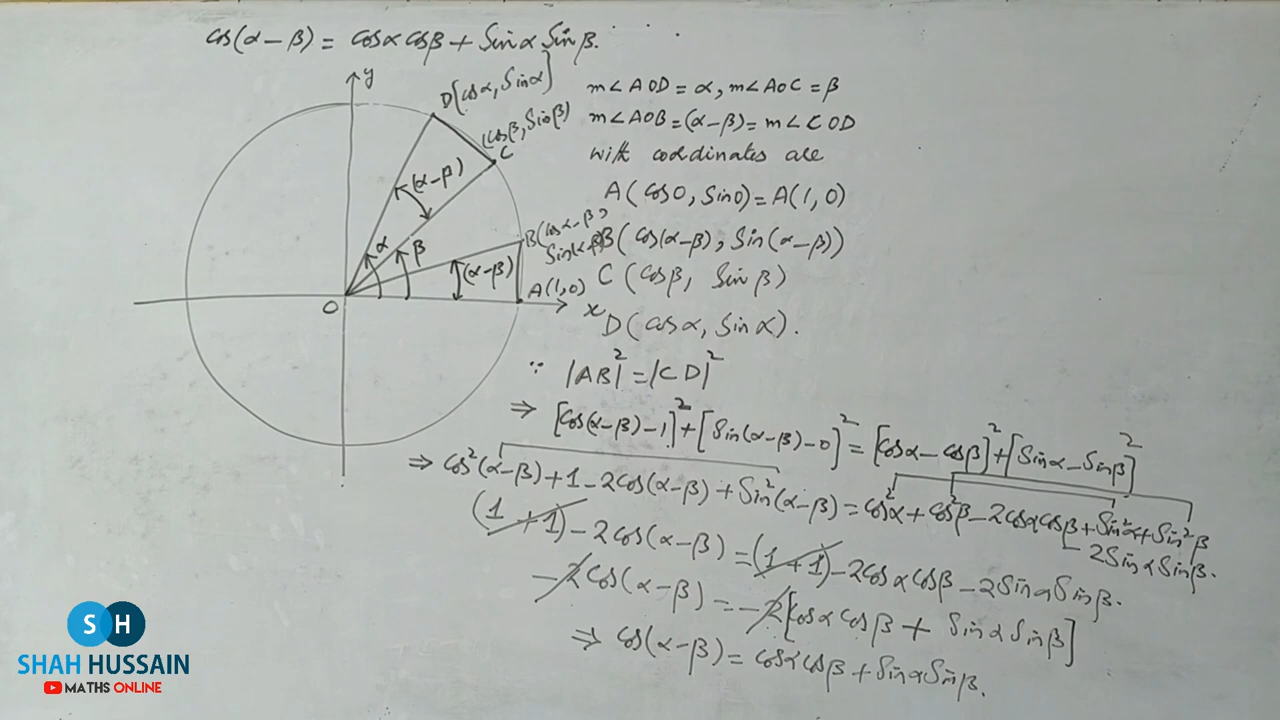 cos(α−β) = cosα cosβ + Sinα Sinβ.
y
D(cosα, Sinα)
(cosβ, Sinβ)
C
(α−β)
α
β
B(cosα−β,
Sin(α−β)
(α−β)
A(1,0)
O
x
m∠AOD = α, m∠AOC = β
m∠AOB = (α−β) = m∠COD
with coordinates are
A(cos0, Sin0) = A(1,0)
B(cos(α−β), Sin(α−β))
C(cosβ, Sinβ)
D(cosα, Sinα).
∵ |AB|² = |CD|²
⇒ [cos(α−β)−1]² + [Sin(α−β)−0]² = [cosα − cosβ]² + [Sinα − Sinβ]²
⇒ cos²(α−β) + 1 − 2cos(α−β) + Sin²(α−β) = cos²α + cos²β − 2cosα cosβ + Sin²α + Sin²β
− 2Sinα Sinβ.
(1 + 1) − 2cos(α−β) = (1 + 1) − 2cosα cosβ − 2Sinα Sinβ.
−2cos(α−β) = −2[cosα cosβ + Sinα Sinβ]
⇒ cos(α−β) = cosα cosβ + Sinα Sinβ.
SH
SHAH HUSSAIN
MATHS ONLINE